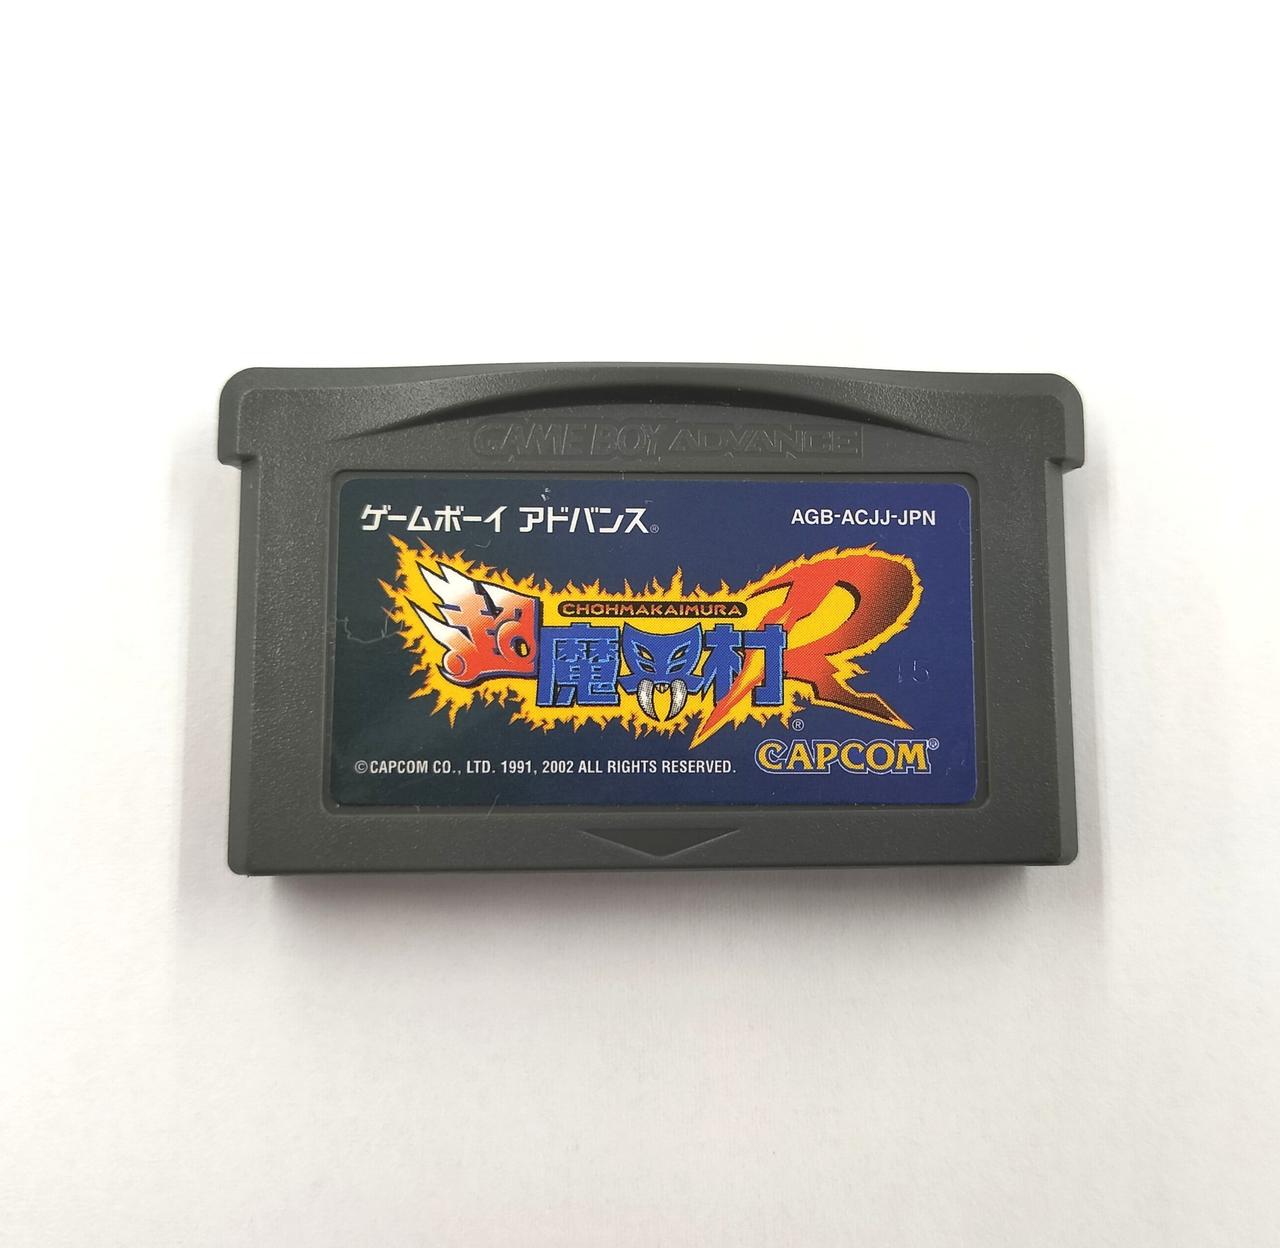 GAME BOY ADVANCE
ゲームボーイ アドバンス®
AGB-ACJJ-JPN
CHOHMAKAIMURA
超魔界村R
®
CAPCOM®
©CAPCOM CO., LTD. 1991, 2002 ALL RIGHTS RESERVED.
15